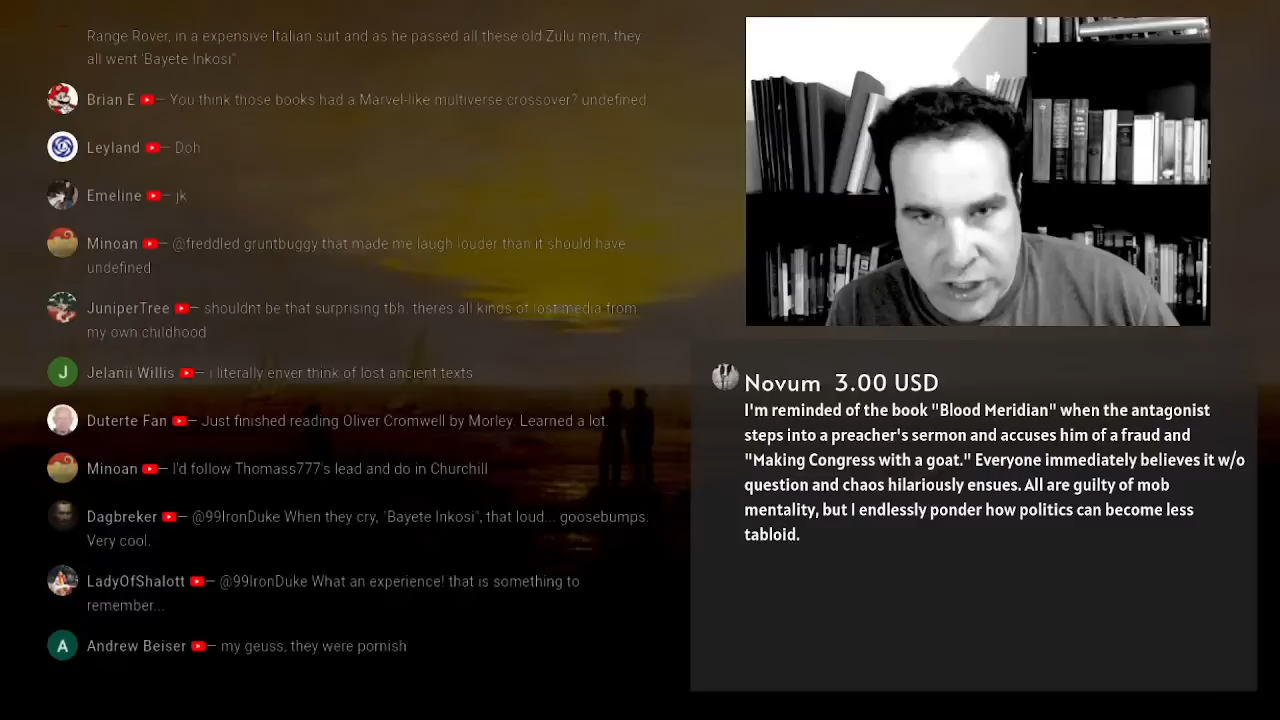 Range Rover, in a expensive Italian suit and as he passed all these old Zulu men, they
all went 'Bayete Inkosi".
Brian E — You think those books had a Marvel-like multiverse crossover? undefined
Leyland — Doh
Emeline — jk
Minoan — @freddled gruntbuggy that made me laugh louder than it should have
undefined
JuniperTree — shouldnt be that surprising tbh. theres all kinds of lost media from
my own childhood
J
Jelanii Willis — i literally enver think of lost ancient texts
Duterte Fan — Just finished reading Oliver Cromwell by Morley. Learned a lot.
Minoan — I'd follow Thomass777's lead and do in Churchill
Dagbreker — @99IronDuke When they cry, "Bayete Inkosi", that loud... goosebumps.
Very cool.
LadyOfShalott — @99IronDuke What an experience! that is something to
remember...
A
Andrew Beiser — my geuss, they were pornish
Novum 3.00 USD
I'm reminded of the book "Blood Meridian" when the antagonist
steps into a preacher's sermon and accuses him of a fraud and
"Making Congress with a goat." Everyone immediately believes it w/o
question and chaos hilariously ensues. All are guilty of mob
mentality, but I endlessly ponder how politics can become less
tabloid.